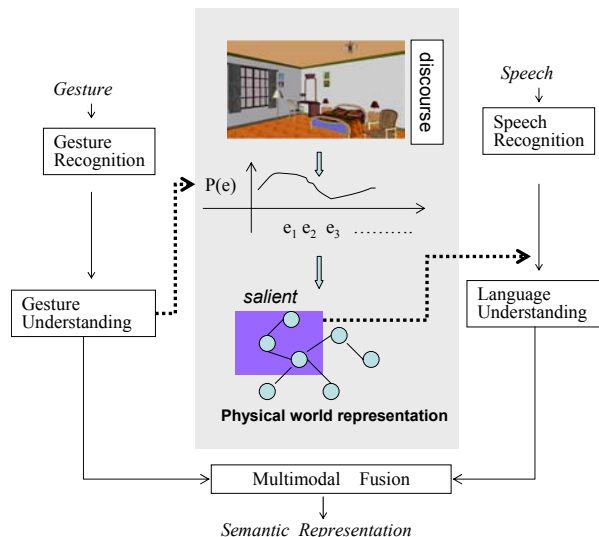 Gesture
Gesture
Recognition
Gesture
Understanding
discourse
P(e)
e1 e2 e3 ..........
salient
Physical world representation
Speech
Speech
Recognition
Language
Understanding
Multimodal Fusion
Semantic Representation